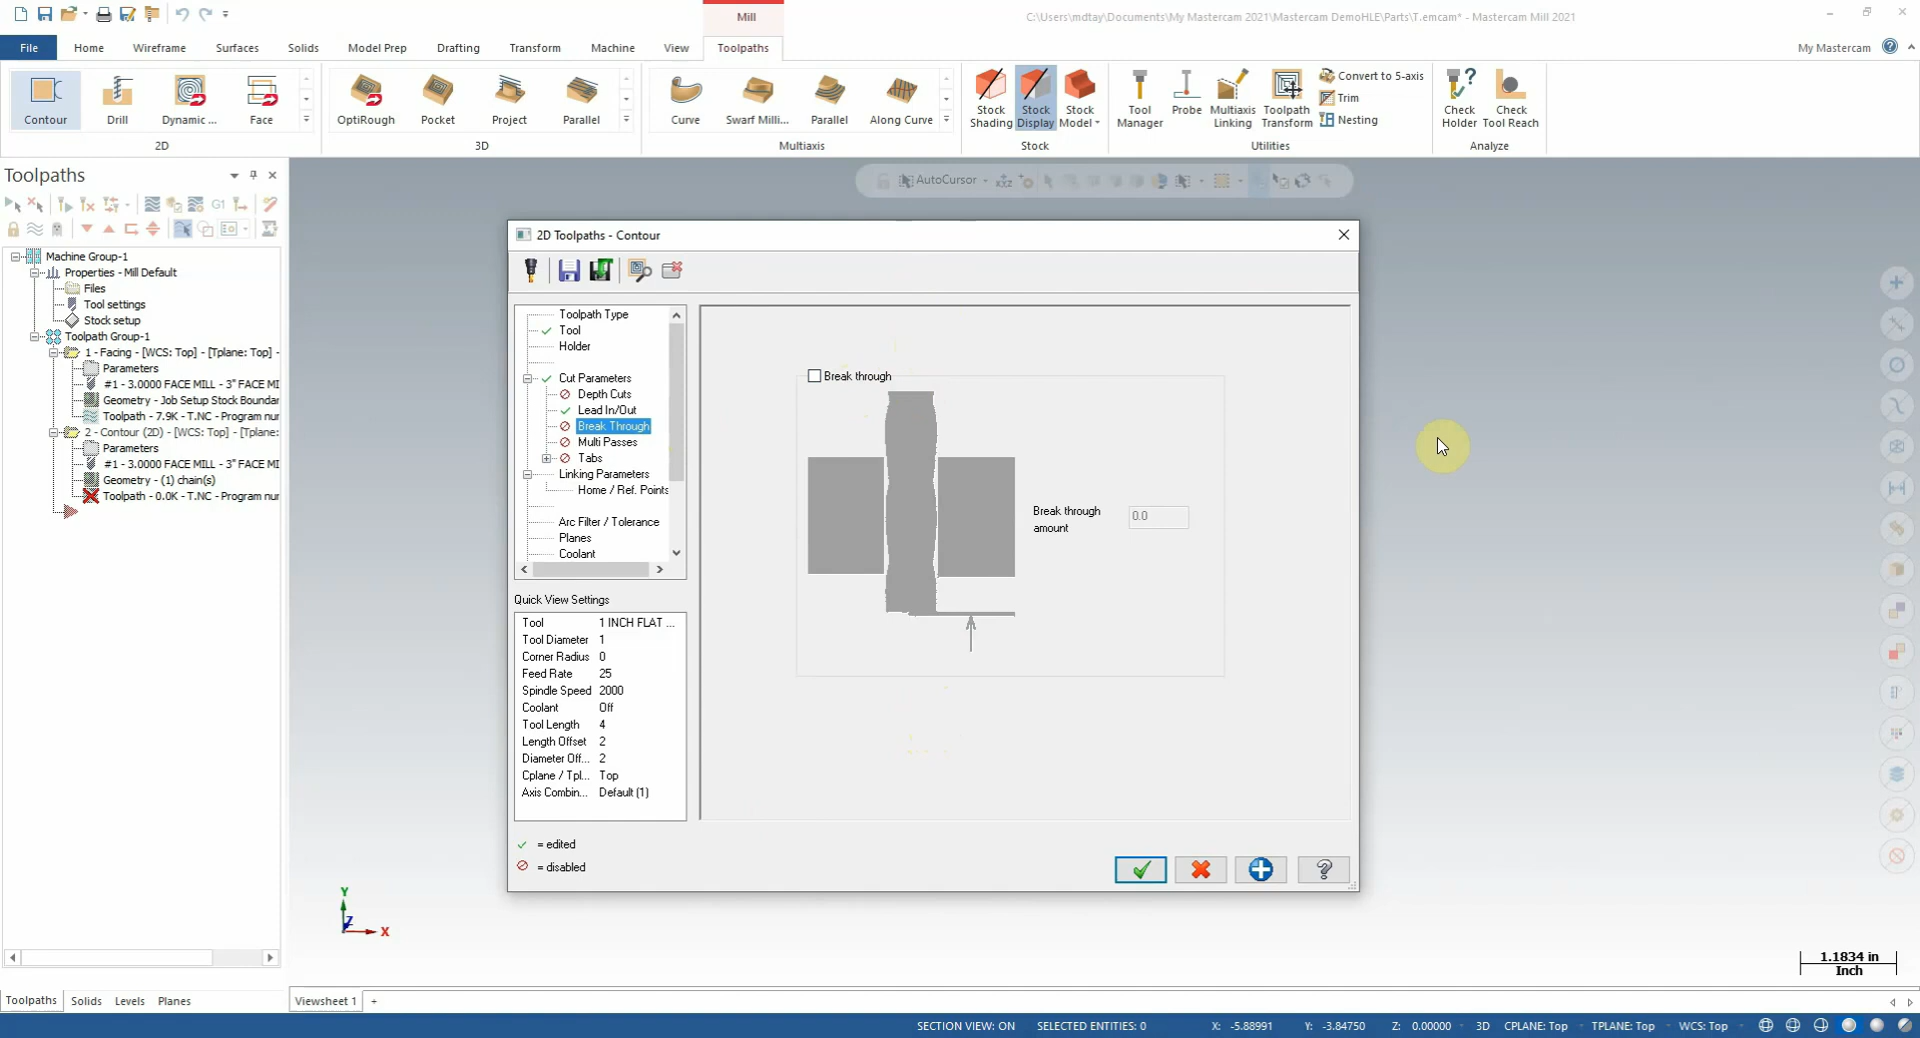 Mill
C:\Users\mdtay\Documents\My Mastercam 2021\Mastercam DemoHLE\Parts\T.emcam* - Mastercam Mill 2021
File Home Wireframe Surfaces Solids Model Prep Drafting Transform Machine View Toolpaths My Mastercam
Contour Drill Dynamic ... Face OptiRough Pocket Project Parallel Curve Swarf Milli... Parallel Along Curve
Stock Shading Stock Display Stock Model Tool Manager Probe Multiaxis Linking Toolpath Transform
Convert to 5-axis
Trim
Nesting
Check Holder Check Tool Reach
2D 3D Multiaxis Stock Utilities Analyze
Toolpaths
AutoCursor
G1
Machine Group-1
Properties - Mill Default
Files
Tool settings
Stock setup
Toolpath Group-1
1 - Facing - [WCS: Top] - [Tplane: Top] -
Parameters
#1 - 3.0000 FACE MILL - 3" FACE MI
Geometry - Job Setup Stock Boundar
Toolpath - 7.9K - T.NC - Program nur
2 - Contour (2D) - [WCS: Top] - [Tplane:
Parameters
#1 - 3.0000 FACE MILL - 3" FACE MI
Geometry - (1) chain(s)
Toolpath - 0.0K - T.NC - Program nur
2D Toolpaths - Contour
Toolpath Type
Tool
Holder
Cut Parameters
Depth Cuts
Lead In/Out
Break Through
Multi Passes
Tabs
Linking Parameters
Home / Ref. Points
Arc Filter / Tolerance
Planes
Coolant
Quick View Settings
Tool 1 INCH FLAT ...
Tool Diameter 1
Corner Radius 0
Feed Rate 25
Spindle Speed 2000
Coolant Off
Tool Length 4
Length Offset 2
Diameter Off... 2
Cplane / Tpl... Top
Axis Combin... Default (1)
= edited
= disabled
Break through
Break through
amount
0.0
Y
Z
X
1.1834 in
Inch
Toolpaths Solids Levels Planes Viewsheet 1 +
SECTION VIEW: ON SELECTED ENTITIES: 0 X: -5.88991 Y: -3.84750 Z: 0.00000 3D CPLANE: Top TPLANE: Top WCS: Top